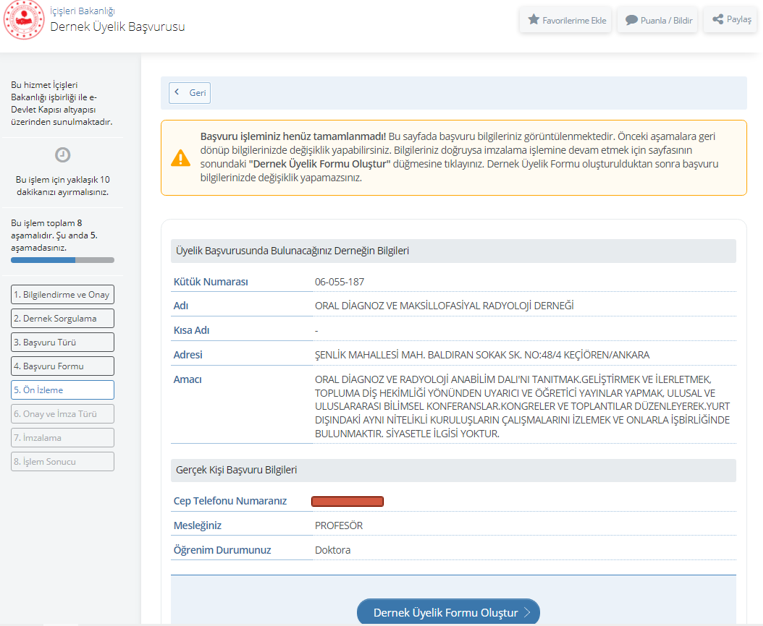 İçişleri Bakanlığı
Dernek Üyelik Başvurusu
Favorilerime Ekle
Puanla / Bildir
Paylaş
Bu hizmet İçişleri
Bakanlığı işbirliği ile e-
Devlet Kapısı altyapısı
üzerinden sunulmaktadır.
Bu işlem için yaklaşık 10
dakikanızı ayırmalısınız.
Bu işlem toplam 8
aşamalıdır. Şu anda 5.
aşamadasınız.
1. Bilgilendirme ve Onay
2. Dernek Sorgulama
3. Başvuru Türü
4. Başvuru Formu
5. Ön İzleme
6. Onay ve İmza Türü
7. İmzalama
8. İşlem Sonucu
Geri
Başvuru işleminiz henüz tamamlanmadı! Bu sayfada başvuru bilgileriniz görüntülenmektedir. Önceki aşamalara geri
dönüp bilgilerinizde değişiklik yapabilirsiniz. Bilgileriniz doğruysa imzalama işlemine devam etmek için sayfasının
sonundaki "Dernek Üyelik Formu Oluştur" düğmesine tıklayınız. Dernek Üyelik Formu oluşturulduktan sonra başvuru
bilgilerinizde değişiklik yapamazsınız.
Üyelik Başvurusunda Bulunacağınız Derneğin Bilgileri
Kütük Numarası 06-055-187
Adı ORAL DİAGNOZ VE MAKSİLLOFASİYAL RADYOLOJİ DERNEĞİ
Kısa Adı -
Adresi ŞENLİK MAHALLESİ MAH. BALDIRAN SOKAK SK. NO:48/4 KEÇİÖREN/ANKARA
Amacı ORAL DİAGNOZ VE RADYOLOJİ ANABİLİM DALI'NI TANITMAK.GELİŞTİRMEK VE İLERLETMEK,
TOPLUMA DİŞ HEKİMLİĞİ YÖNÜNDEN UYARICI VE ÖĞRETİCİ YAYINLAR YAPMAK, ULUSAL VE
ULUSLARARASI BİLİMSEL KONFERANSLAR.KONGRELER VE TOPLANTILAR DÜZENLEYEREK.YURT
DIŞINDAKİ AYNI NİTELİKLİ KURULUŞLARIN ÇALIŞMALARINI İZLEMEK VE ONLARLA İŞBİRLİĞİNDE
BULUNMAKTIR. SİYASETLE İLGİSİ YOKTUR.
Gerçek Kişi Başvuru Bilgileri
Cep Telefonu Numaranız
Mesleğiniz PROFESÖR
Öğrenim Durumunuz Doktora
Dernek Üyelik Formu Oluştur